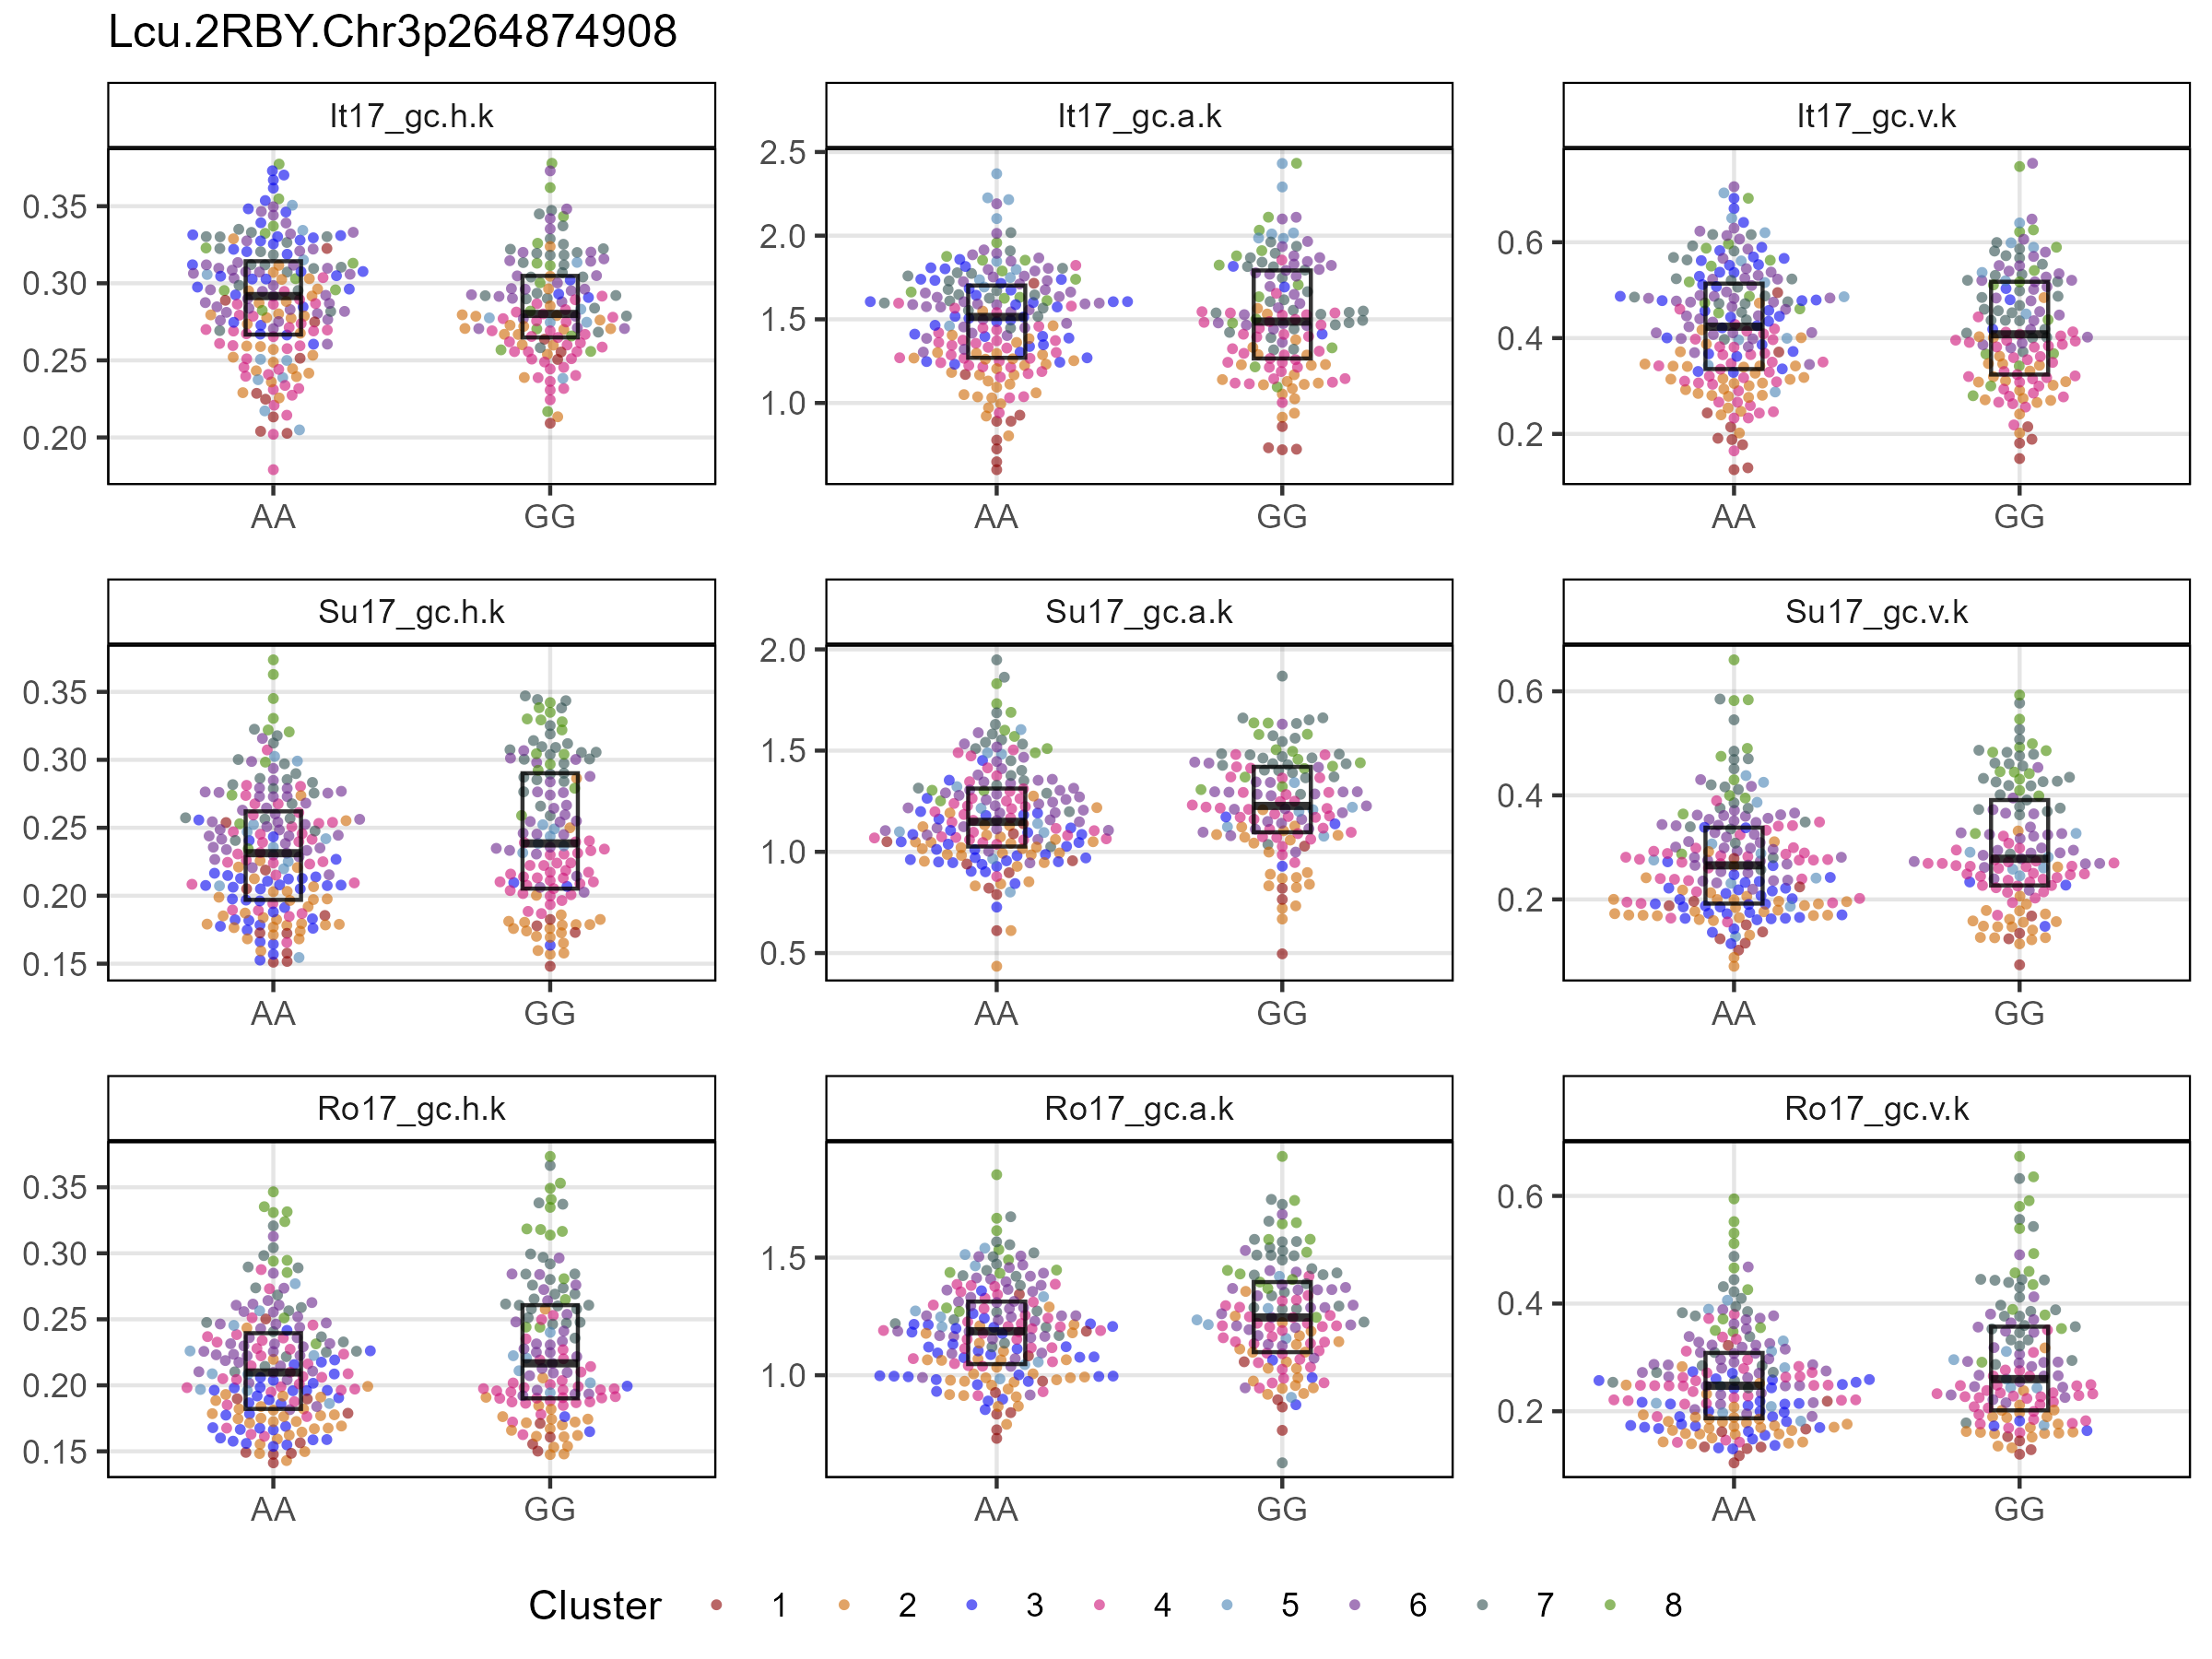 Lcu.2RBY.Chr3p264874908
It17_gc.h.k It17_gc.a.k It17_gc.v.k
0.35
0.30
0.25
0.20
AA GG
2.5
2.0
1.5
1.0
AA GG
0.6
0.4
0.2
AA GG
Su17_gc.h.k Su17_gc.a.k Su17_gc.v.k
0.35
0.30
0.25
0.20
0.15
AA GG
2.0
1.5
1.0
0.5
AA GG
0.6
0.4
0.2
AA GG
Ro17_gc.h.k Ro17_gc.a.k Ro17_gc.v.k
0.35
0.30
0.25
0.20
0.15
AA GG
1.5
1.0
AA GG
0.6
0.4
0.2
AA GG
Cluster 1 2 3 4 5 6 7 8